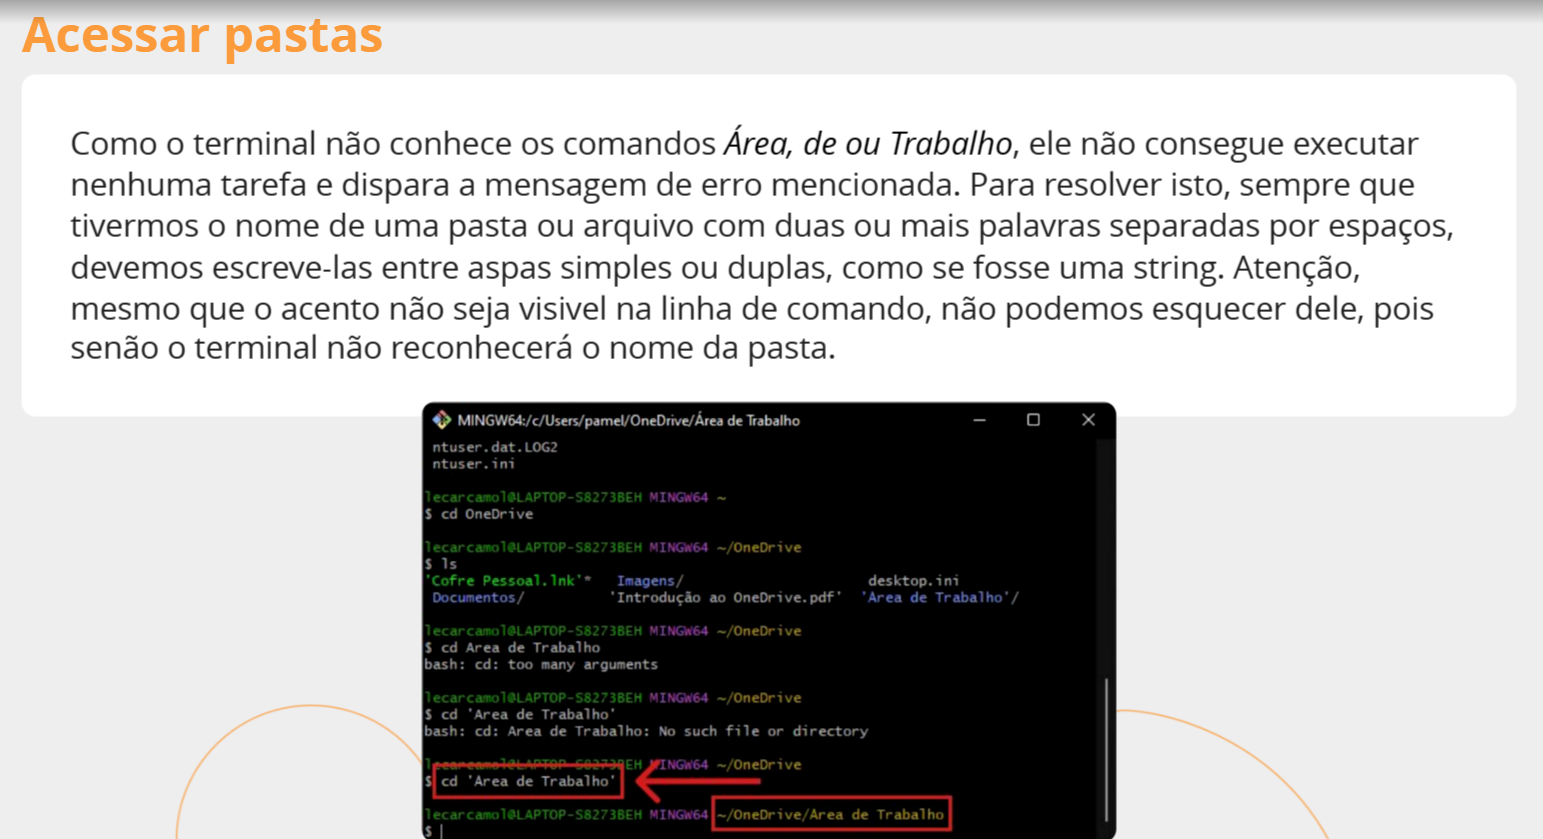 Acessar pastas
Como o terminal não conhece os comandos Área, de ou Trabalho, ele não consegue executar
nenhuma tarefa e dispara a mensagem de erro mencionada. Para resolver isto, sempre que
tivermos o nome de uma pasta ou arquivo com duas ou mais palavras separadas por espaços,
devemos escreve-las entre aspas simples ou duplas, como se fosse uma string. Atenção,
mesmo que o acento não seja visivel na linha de comando, não podemos esquecer dele, pois
senão o terminal não reconhecerá o nome da pasta.
MINGW64:/c/Users/pamel/OneDrive/Área de Trabalho
ntuser.dat.LOG2
ntuser.ini
lecarcamol@LAPTOP-S8273BEH MINGW64 ~
$ cd OneDrive
lecarcamol@LAPTOP-S8273BEH MINGW64 ~/OneDrive
$ ls
'Cofre Pessoal.lnk'* Imagens/ desktop.ini
Documentos/ 'Introdução ao OneDrive.pdf' 'Area de Trabalho'/
lecarcamol@LAPTOP-S8273BEH MINGW64 ~/OneDrive
$ cd Area de Trabalho
bash: cd: too many arguments
lecarcamol@LAPTOP-S8273BEH MINGW64 ~/OneDrive
$ cd 'Area de Trabalho'
bash: cd: Area de Trabalho: No such file or directory
lecarcamol@LAPTOP-S8273BEH MINGW64 ~/OneDrive
$ cd 'Area de Trabalho'
lecarcamol@LAPTOP-S8273BEH MINGW64 ~/OneDrive/Area de Trabalho
$